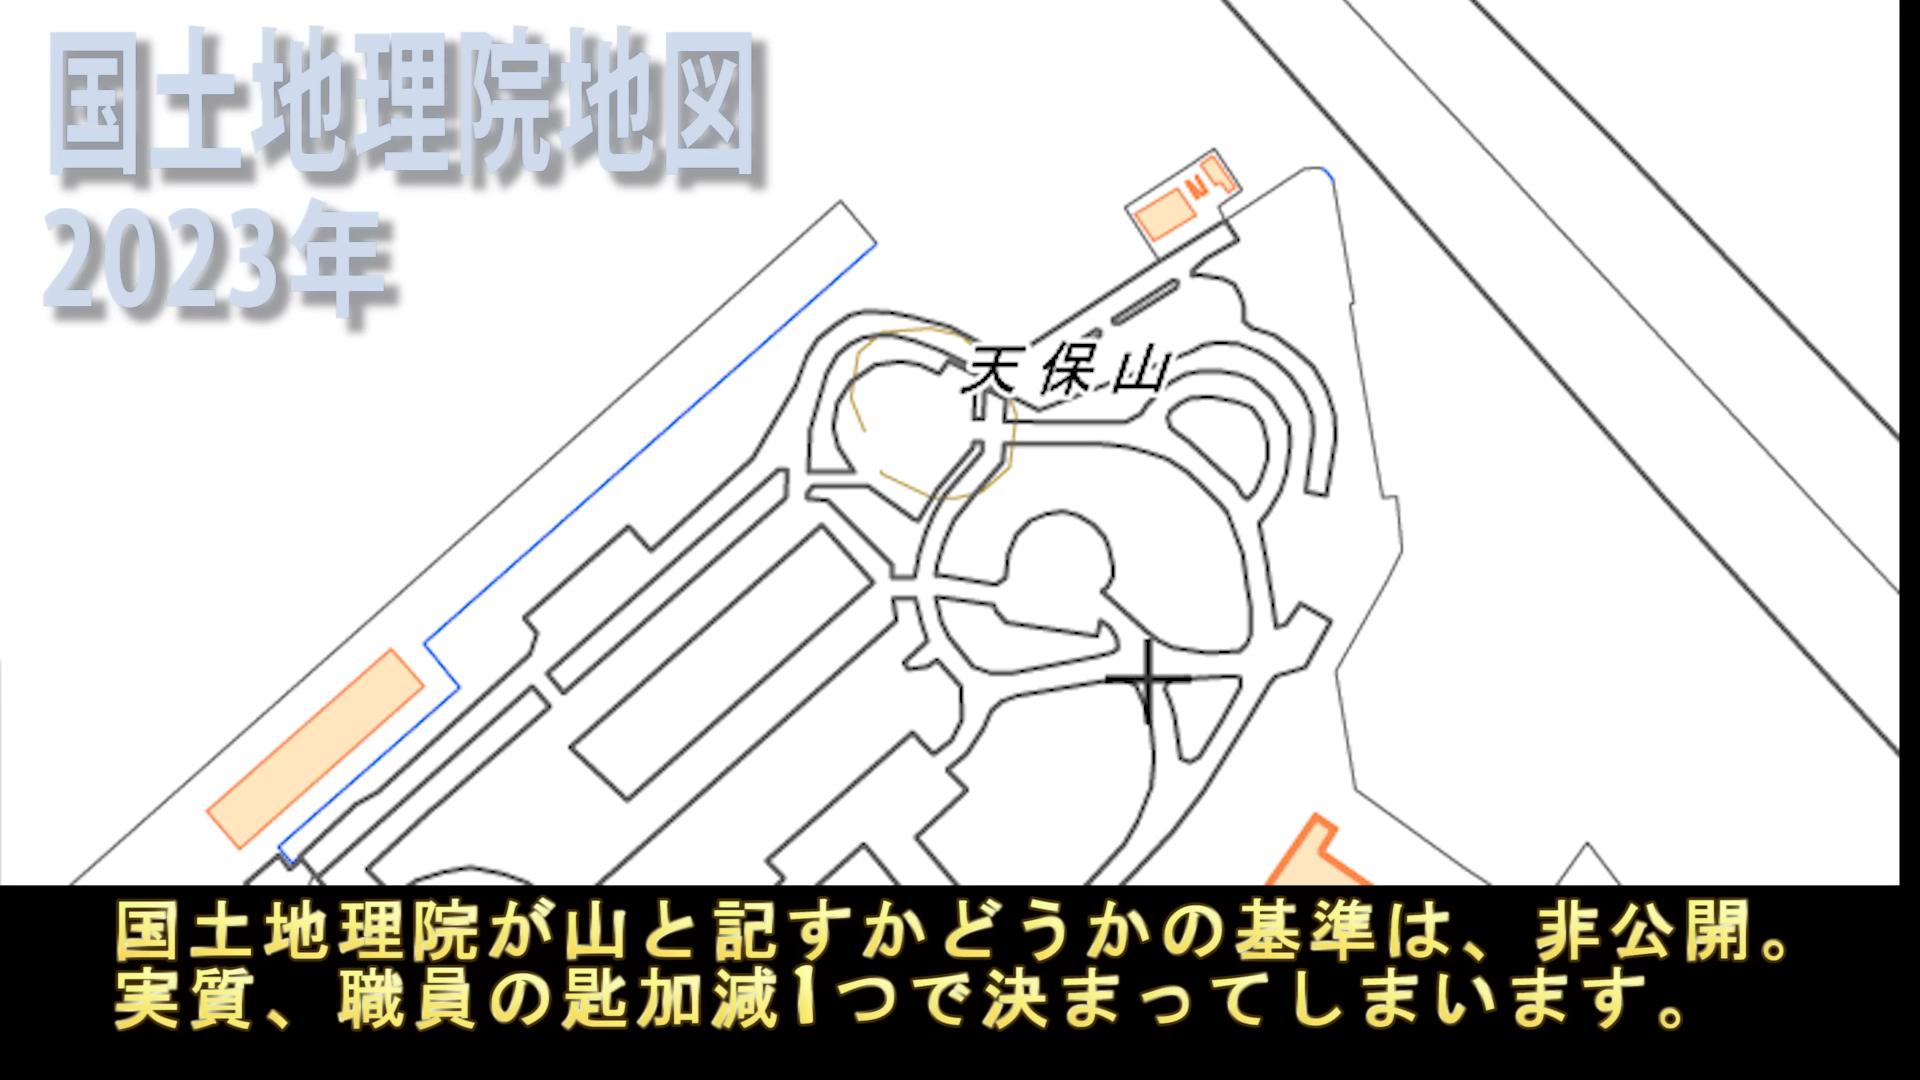 国土地理院地図
2023年
天保山
国土地理院が山と記すかどうかの基準は、非公開。
実質、職員の匙加減1つで決まってしまいます。